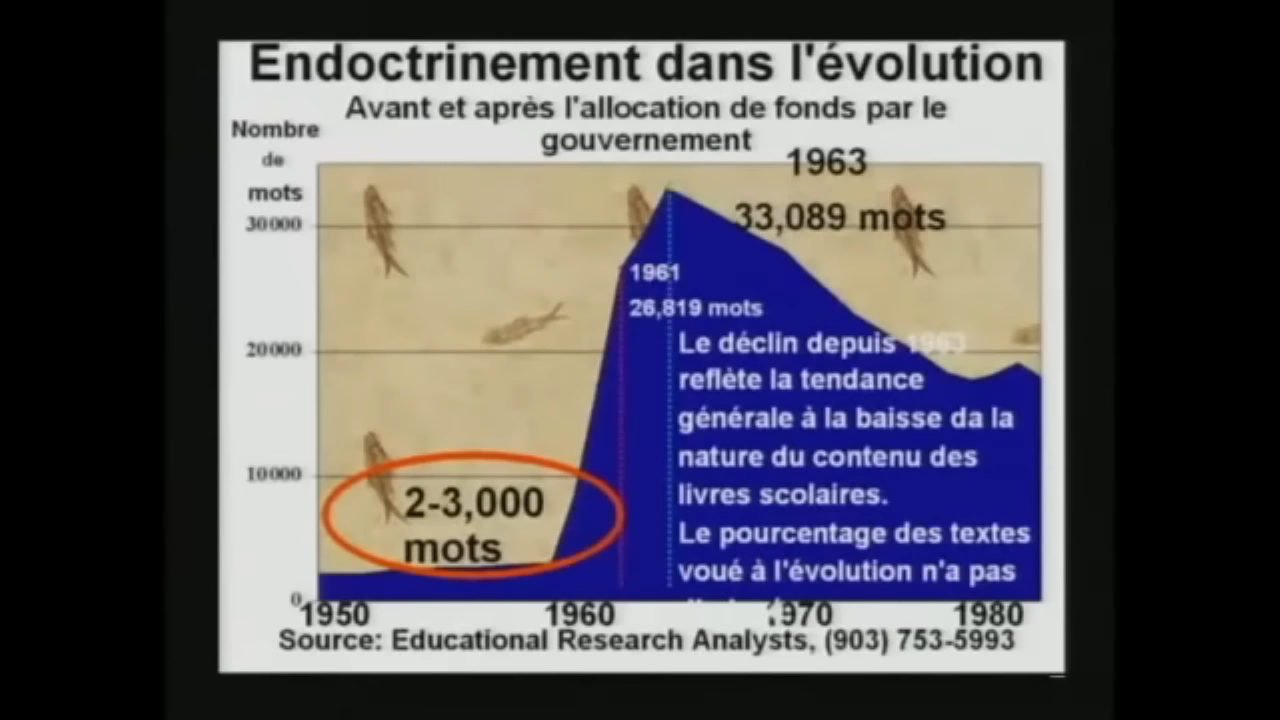 Endoctrinement dans l'évolution
Avant et après l'allocation de fonds par le
gouvernement
Nombre
de
mots
1963
33,089 mots
30000
1961
26,819 mots
Le déclin depuis 1963
20000
reflète la tendance
générale à la baisse da la
nature du contenu des
10000
livres scolaires.
2-3,000
mots
Le pourcentage des textes
voué à l'évolution n'a pas
0
1950
1960
1970
1980
Source: Educational Research Analysts, (903) 753-5993